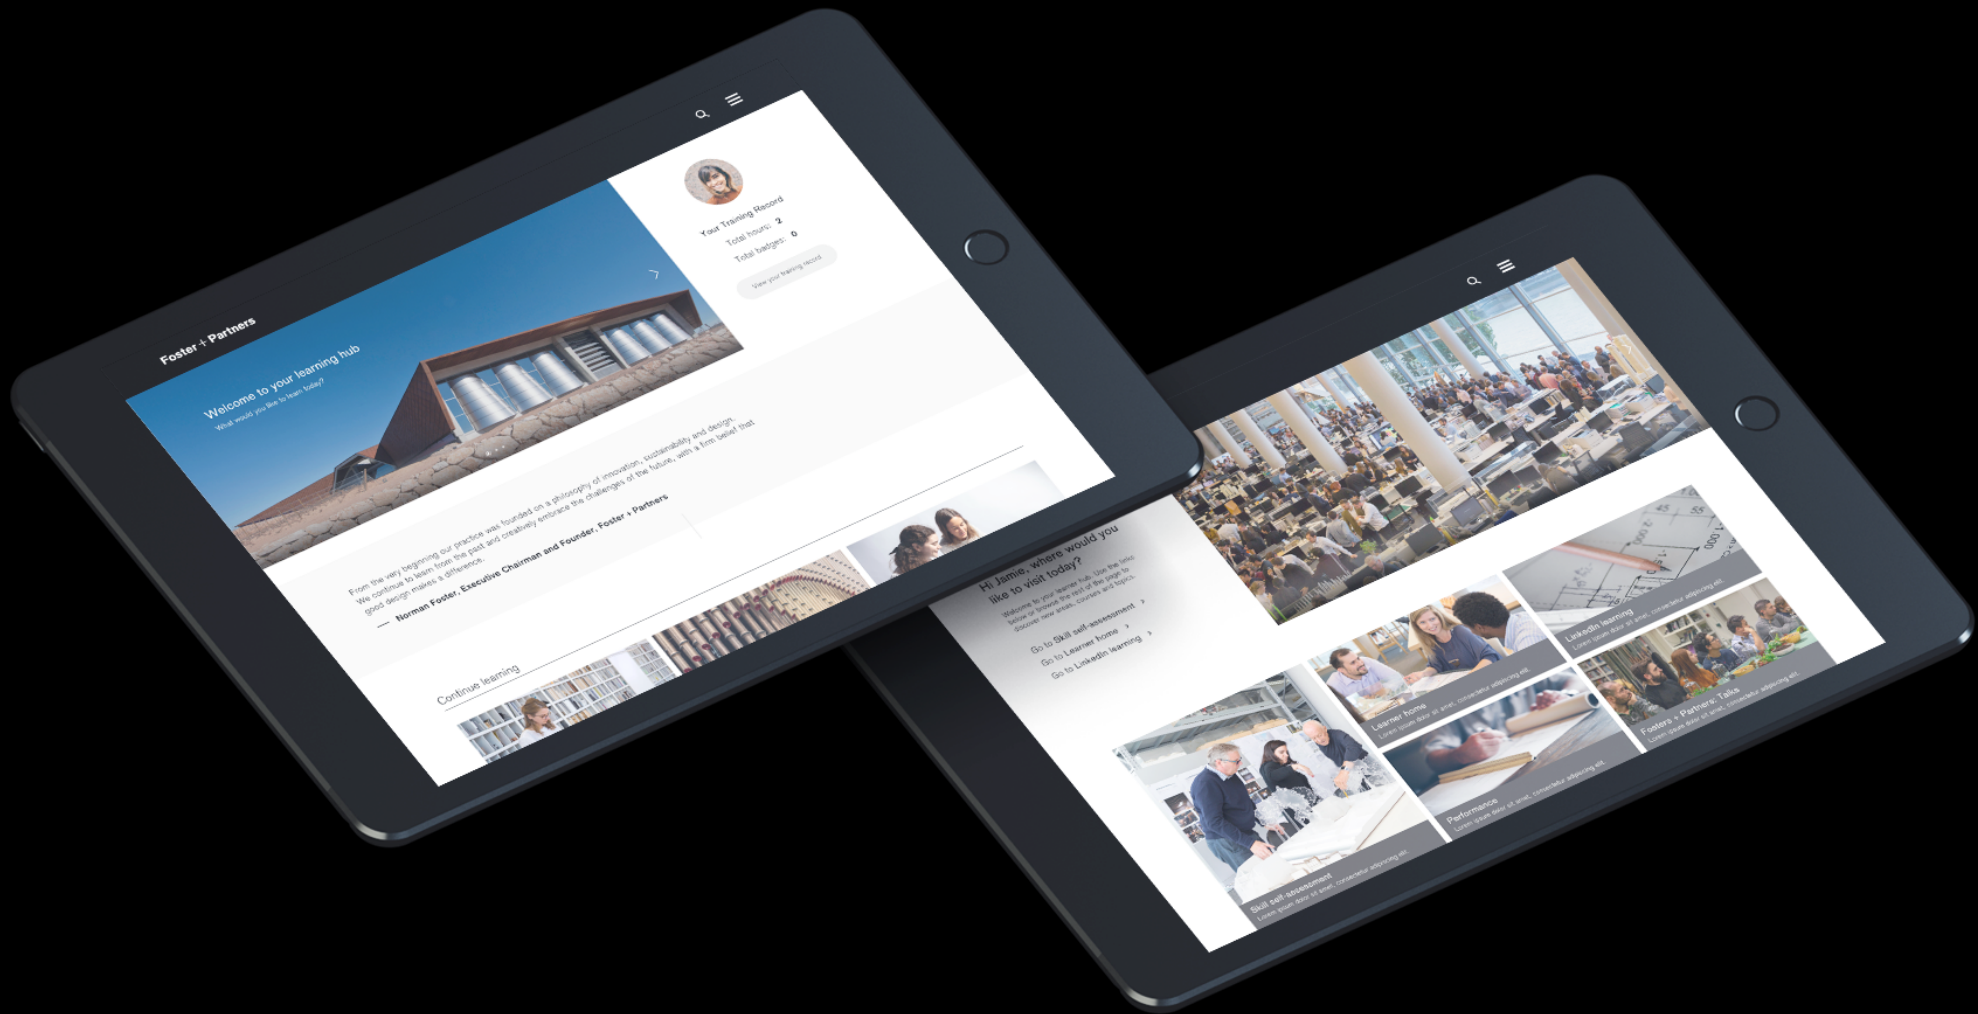 Foster + Partners
Welcome to your learning hub
What would you like to learn today?
Your Training Record
Total hours: 2
Total badges: 0
View your training record
From the very beginning our practice was founded on a philosophy of innovation, sustainability and design.
We continue to learn from the past and creatively embrace the challenges of the future, with a firm belief that
good design makes a difference.
— Norman Foster, Executive Chairman and Founder, Foster + Partners
Continue learning
Hi Jamie, where would you
like to visit today?
Welcome to your learner hub. Use the links
below or browse the rest of the page to
discover new areas, courses and topics.
Go to Skill self-assessment >
Go to Learner home >
Go to LinkedIn learning >
Skill self-assessment
Lorem ipsum dolor sit amet, consectetur adipiscing elit.
Learner home
Lorem ipsum dolor sit amet, consectetur adipiscing elit.
LinkedIn learning
Lorem ipsum dolor sit amet, consectetur adipiscing elit.
Performance
Lorem ipsum dolor sit amet, consectetur adipiscing elit.
Fosters + Partners: Talks
Lorem ipsum dolor sit amet, consectetur adipiscing elit.